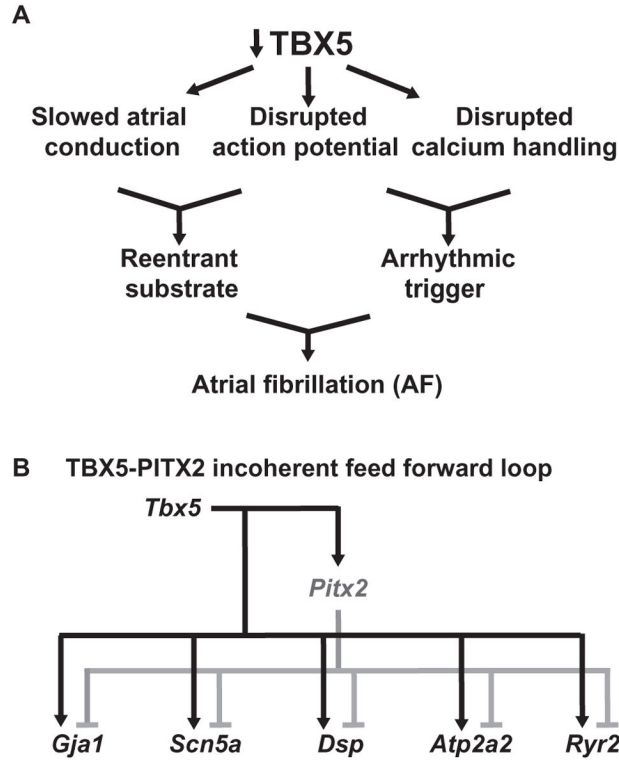 A
TBX5
Slowed atrial
conduction
Disrupted
action potential
Disrupted
calcium handling
Reentrant
substrate
Arrhythmic
trigger
Atrial fibrillation (AF)
B
TBX5-PITX2 incoherent feed forward loop
Tbx5
Pitx2
Gja1
Scn5a
Dsp
Atp2a2
Ryr2